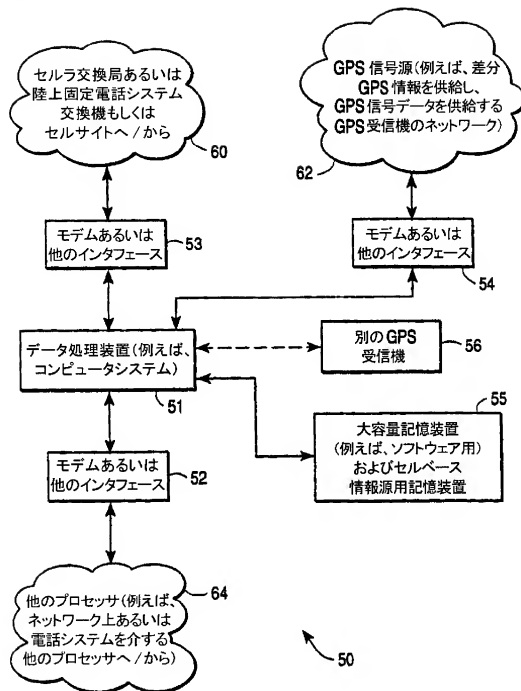 セルラ交換局あるいは
陸上固定電話システム
交換機もしくは
セルサイトへ/から
60
GPS 信号源(例えば、差分
GPS 情報を供給し、
GPS 信号データを供給する
GPS 受信機のネットワーク)
62
モデムあるいは
他のインタフェース
53
モデムあるいは
他のインタフェース
54
データ処理装置(例えば、
コンピュータシステム)
51
別のGPS
受信機
56
55
大容量記憶装置
(例えば、ソフトウェア用)
およびセルベース
情報源用記憶装置
モデムあるいは
他のインタフェース
52
他のプロセッサ(例えば、
ネットワーク上あるいは
電話システムを介する
他のプロセッサへ/から)
64
50